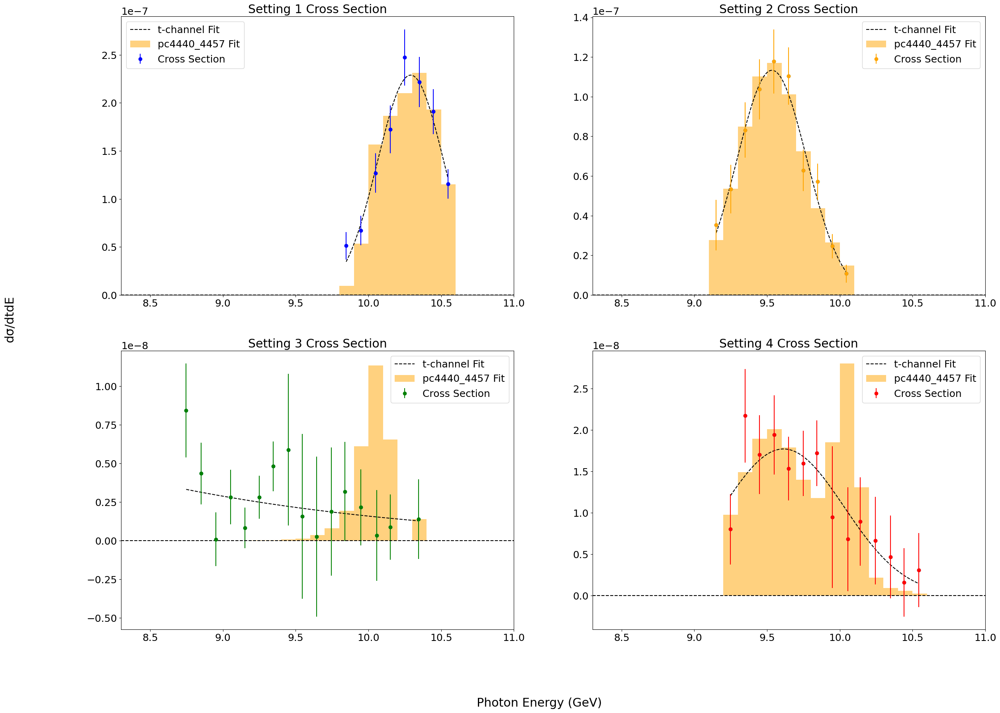 Setting 1 Cross Section
1e−7
t-channel Fit
pc4440_4457 Fit
Cross Section
2.5
2.0
1.5
1.0
0.5
0.0
8.5 9.0 9.5 10.0 10.5 11.0
Setting 2 Cross Section
1e−7
t-channel Fit
pc4440_4457 Fit
Cross Section
1.4
1.2
1.0
0.8
0.6
0.4
0.2
0.0
8.5 9.0 9.5 10.0 10.5 11.0
dσ/dtdE
Setting 3 Cross Section
1e−8
t-channel Fit
pc4440_4457 Fit
Cross Section
1.00
0.75
0.50
0.25
0.00
−0.25
−0.50
8.5 9.0 9.5 10.0 10.5 11.0
Setting 4 Cross Section
1e−8
t-channel Fit
pc4440_4457 Fit
Cross Section
2.5
2.0
1.5
1.0
0.5
0.0
8.5 9.0 9.5 10.0 10.5 11.0
Photon Energy (GeV)